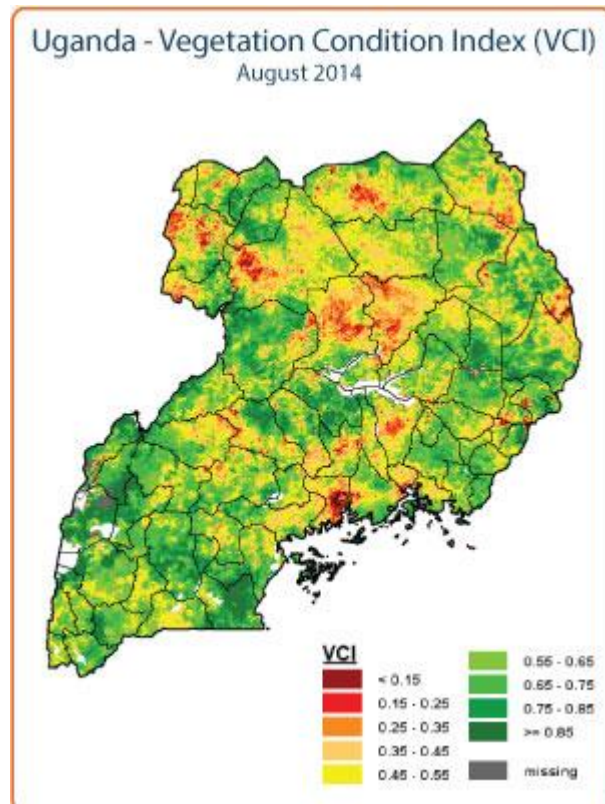 Uganda - Vegetation Condition Index (VCI)
August 2014
VCI
< 0.15
0.15 - 0.25
0.25 - 0.35
0.35 - 0.45
0.45 - 0.55
0.55 - 0.65
0.65 - 0.75
0.75 - 0.85
>= 0.85
missing